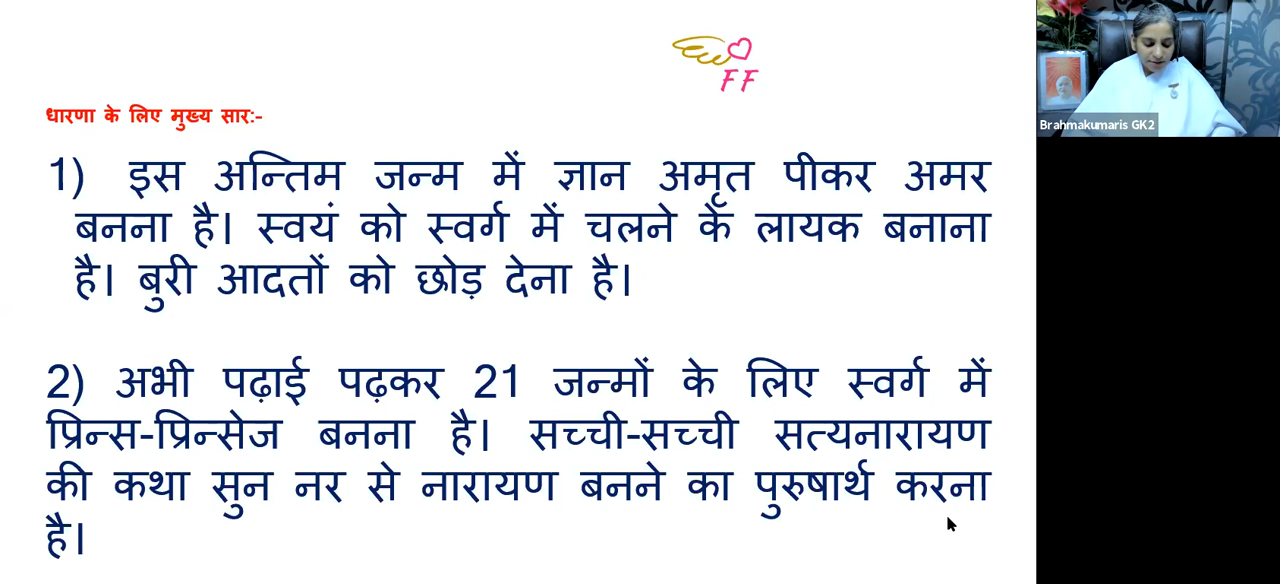 FF
धारणा के लिए मुख्य सार:-
1) इस अन्तिम जन्म में ज्ञान अमृत पीकर अमर
बनना है। स्वयं को स्वर्ग में चलने के लायक बनाना
है। बुरी आदतों को छोड़ देना है।
2) अभी पढ़ाई पढ़कर 21 जन्मों के लिए स्वर्ग में
प्रिन्स-प्रिन्सेज बनना है। सच्ची-सच्ची सत्यनारायण
की कथा सुन नर से नारायण बनने का पुरुषार्थ करना
है।
Brahmakumaris GK2